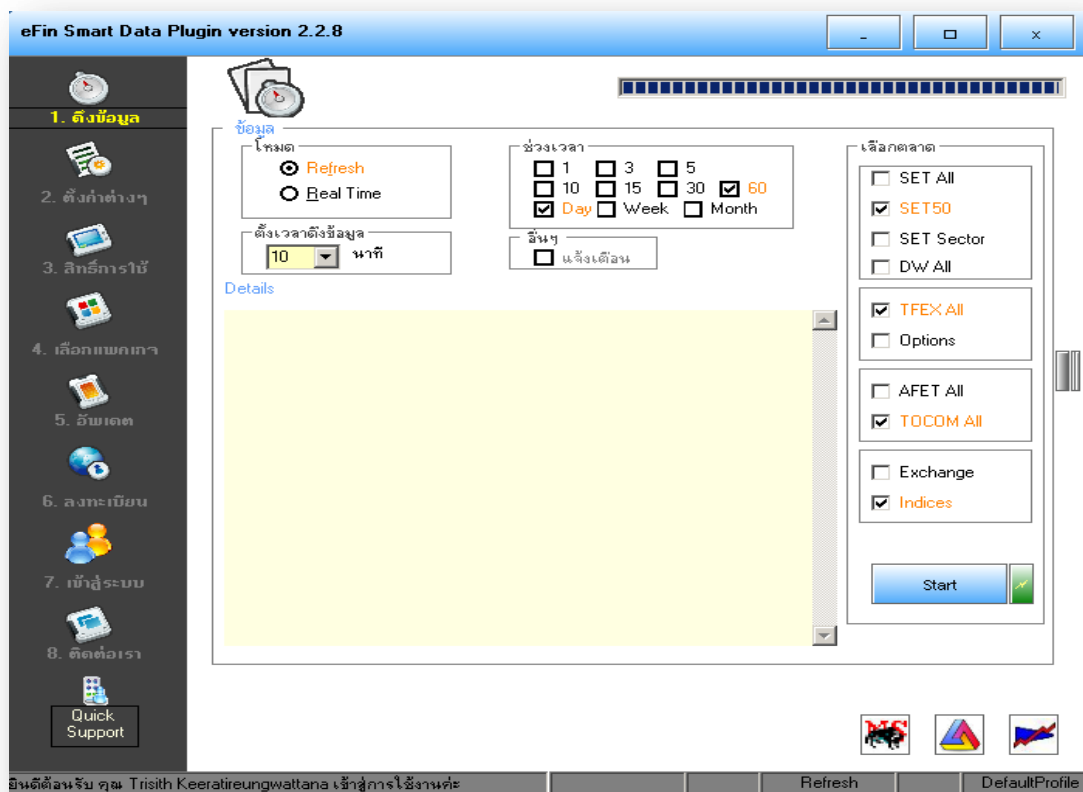 eFin Smart Data Plugin version 2.2.8
1. ดึงข้อมูล
2. ตั้งค่าต่างๆ
3. สิทธิ์การใช้
4. เลือกแพคเกจ
5. อัพเดต
6. ลงทะเบียน
7. เข้าสู่ระบบ
8. ติดต่อเรา
Quick
Support
ข้อมูล
โหมด
Refresh
Real Time
ตั้งเวลาดึงข้อมูล
10 นาที
ช่วงเวลา
1 3 5
10 15 30 60
Day Week Month
อื่นๆ
แจ้งเตือน
Details
เลือกตลาด
SET All
SET50
SET Sector
DW All
TFEX All
Options
AFET All
TOCOM All
Exchange
Indices
Start
MS
ยินดีต้อนรับ คุณ Trisith Keeratireungwattana เข้าสู่การใช้งานค่ะ
Refresh
DefaultProfile